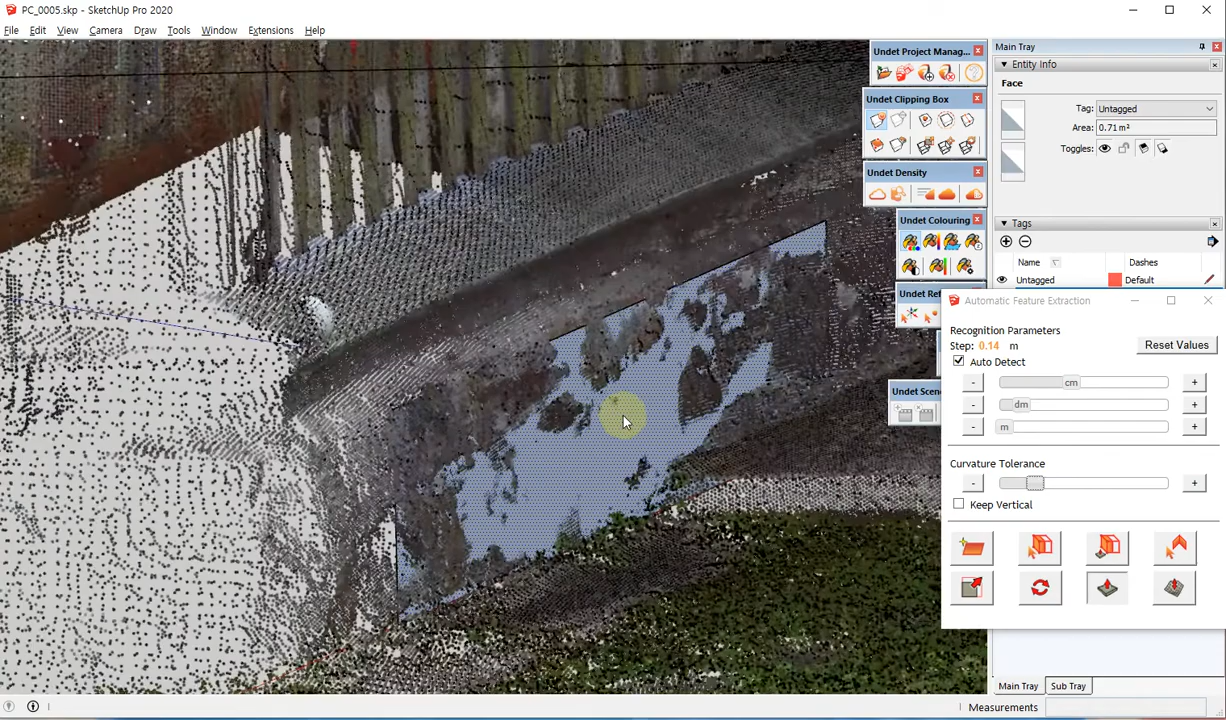 PC_0005.skp - SketchUp Pro 2020
File Edit View Camera Draw Tools Window Extensions Help
Undet Project Manag...
Undet Clipping Box
Undet Density
Undet Colouring
Undet Ref
Undet Scene
Main Tray
Entity Info
Face
Tag: Untagged
Area: 0.71 m²
Toggles:
Tags
Name Dashes
Untagged Default
Automatic Feature Extraction
Recognition Parameters
Step: 0.14 m Reset Values
Auto Detect
- cm +
- dm +
- m +
Curvature Tolerance
- +
Keep Vertical
Main Tray Sub Tray
Measurements